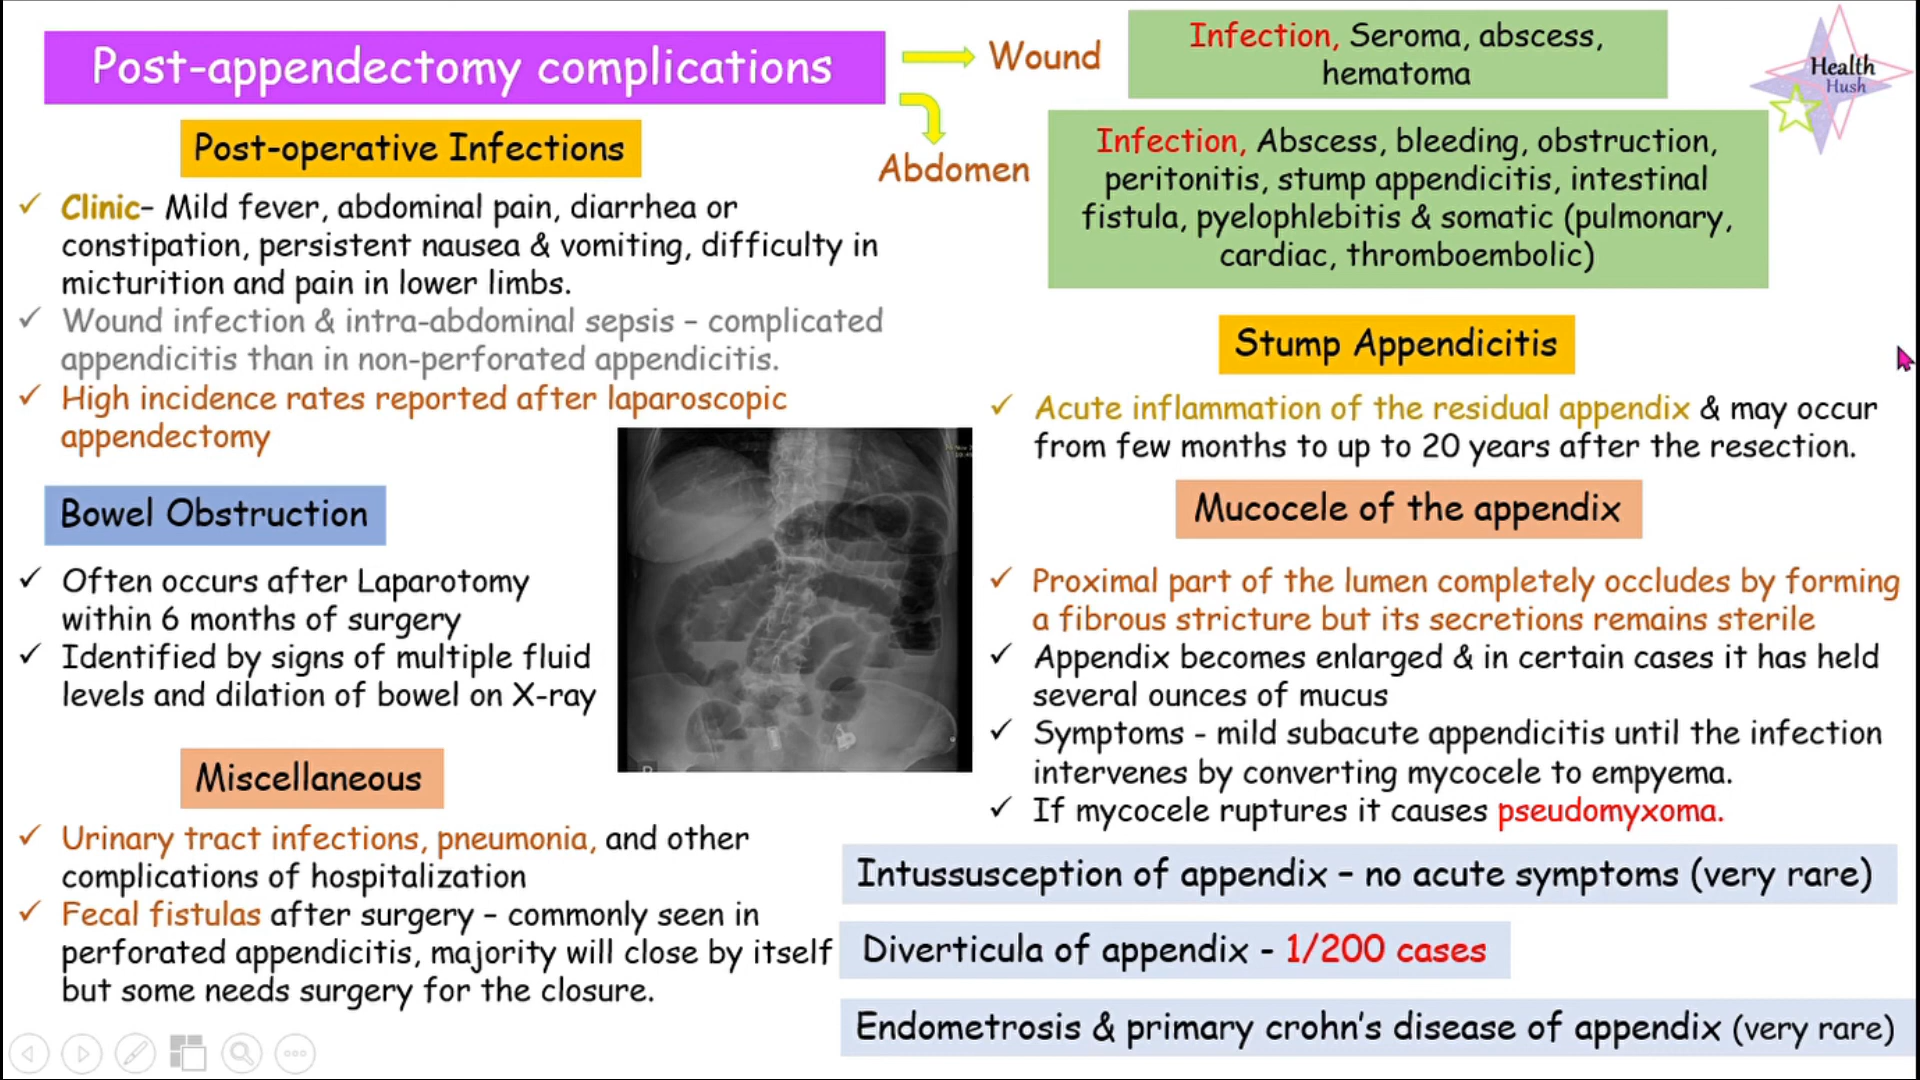 Post-appendectomy complications
Wound
Infection, Seroma, abscess,
hematoma
Health
Hush
Abdomen
Infection, Abscess, bleeding, obstruction,
peritonitis, stump appendicitis, intestinal
fistula, pyelophlebitis & somatic (pulmonary,
cardiac, thromboembolic)
Post-operative Infections
✓ Clinic– Mild fever, abdominal pain, diarrhea or
constipation, persistent nausea & vomiting, difficulty in
micturition and pain in lower limbs.
✓ Wound infection & intra-abdominal sepsis – complicated
appendicitis than in non-perforated appendicitis.
✓ High incidence rates reported after laparoscopic
appendectomy
Bowel Obstruction
✓ Often occurs after Laparotomy
within 6 months of surgery
✓ Identified by signs of multiple fluid
levels and dilation of bowel on X-ray
Miscellaneous
✓ Urinary tract infections, pneumonia, and other
complications of hospitalization
✓ Fecal fistulas after surgery – commonly seen in
perforated appendicitis, majority will close by itself
but some needs surgery for the closure.
Stump Appendicitis
✓ Acute inflammation of the residual appendix & may occur
from few months to up to 20 years after the resection.
Mucocele of the appendix
✓ Proximal part of the lumen completely occludes by forming
a fibrous stricture but its secretions remains sterile
✓ Appendix becomes enlarged & in certain cases it has held
several ounces of mucus
✓ Symptoms - mild subacute appendicitis until the infection
intervenes by converting mycocele to empyema.
✓ If mycocele ruptures it causes pseudomyxoma.
Intussusception of appendix – no acute symptoms (very rare)
Diverticula of appendix - 1/200 cases
Endometrosis & primary crohn's disease of appendix (very rare)